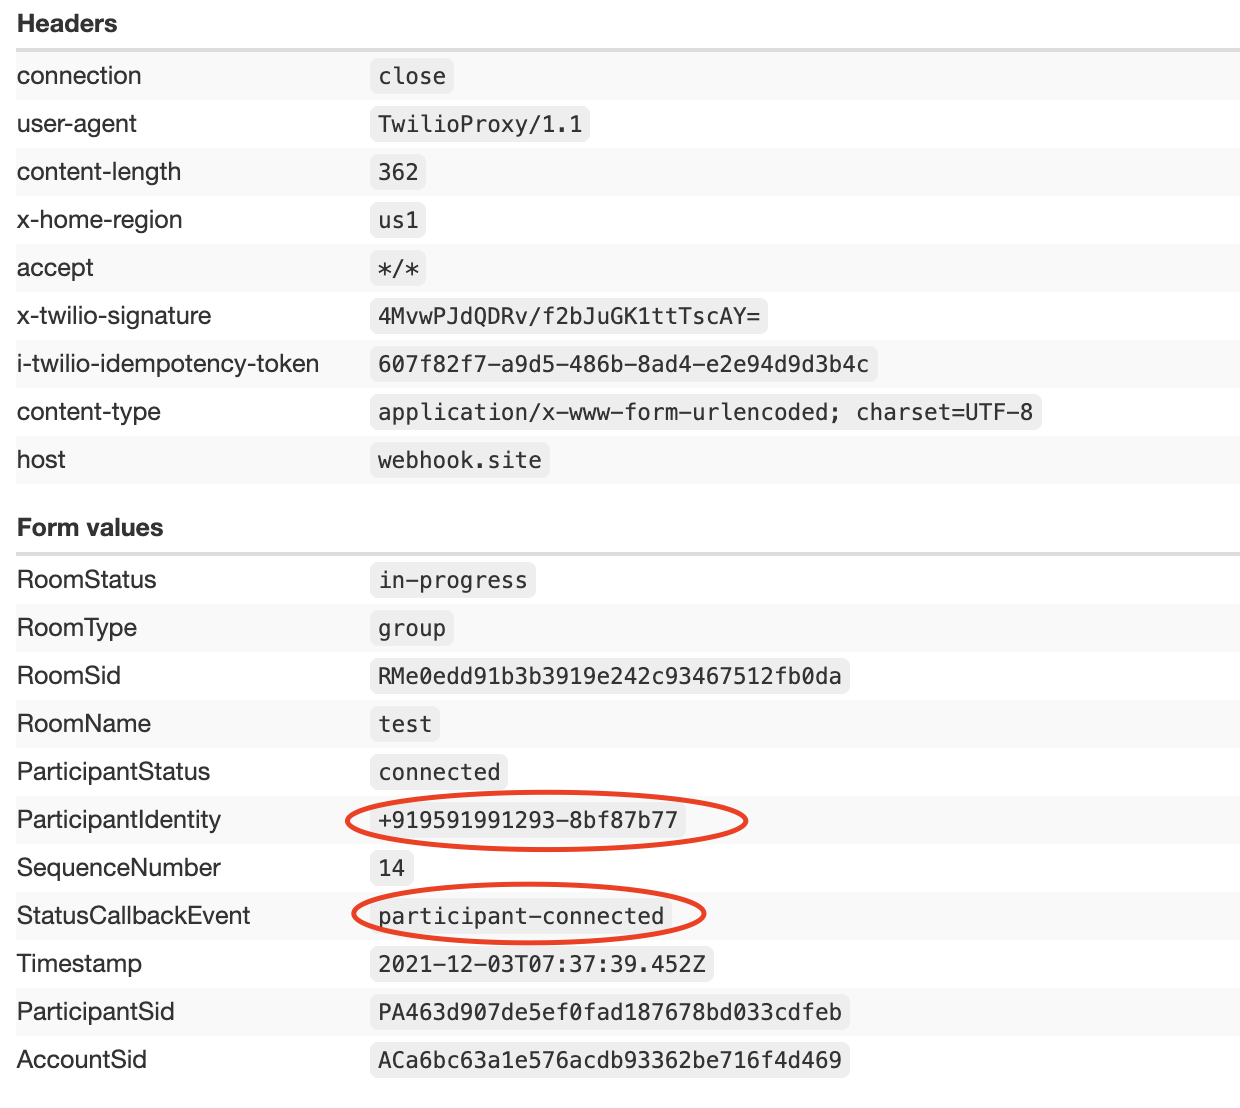 Headers
connection close
user-agent TwilioProxy/1.1
content-length 362
x-home-region us1
accept */*
x-twilio-signature 4MvwPJdQDRv/f2bJuGK1ttTscAY=
i-twilio-idempotency-token 607f82f7-a9d5-486b-8ad4-e2e94d9d3b4c
content-type application/x-www-form-urlencoded; charset=UTF-8
host webhook.site
Form values
RoomStatus in-progress
RoomType group
RoomSid RMe0edd91b3b3919e242c93467512fb0da
RoomName test
ParticipantStatus connected
ParticipantIdentity +919591991293-8bf87b77
SequenceNumber 14
StatusCallbackEvent participant-connected
Timestamp 2021-12-03T07:37:39.452Z
ParticipantSid PA463d907de5ef0fad187678bd033cdfeb
AccountSid ACa6bc63a1e576acdb93362be716f4d469